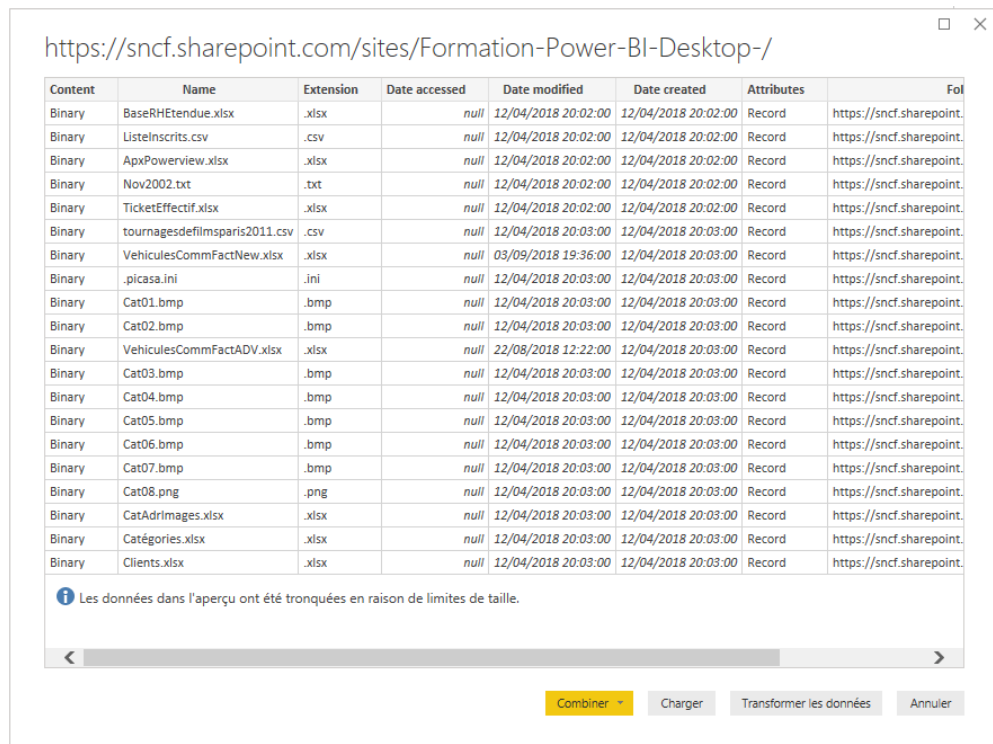 https://sncf.sharepoint.com/sites/Formation-Power-BI-Desktop-/
Content Name Extension Date accessed Date modified Date created Attributes Fol
Binary BaseRHEtendue.xlsx .xlsx null 12/04/2018 20:02:00 12/04/2018 20:02:00 Record https://sncf.sharepoint.
Binary ListeInscrits.csv .csv null 12/04/2018 20:02:00 12/04/2018 20:02:00 Record https://sncf.sharepoint.
Binary ApxPowerview.xlsx .xlsx null 12/04/2018 20:02:00 12/04/2018 20:02:00 Record https://sncf.sharepoint.
Binary Nov2002.txt .txt null 12/04/2018 20:02:00 12/04/2018 20:02:00 Record https://sncf.sharepoint.
Binary TicketEffectif.xlsx .xlsx null 12/04/2018 20:02:00 12/04/2018 20:02:00 Record https://sncf.sharepoint.
Binary tournagesdefilmsparis2011.csv .csv null 12/04/2018 20:03:00 12/04/2018 20:03:00 Record https://sncf.sharepoint.
Binary VehiculesCommFactNew.xlsx .xlsx null 03/09/2018 19:36:00 12/04/2018 20:03:00 Record https://sncf.sharepoint.
Binary .picasa.ini .ini null 12/04/2018 20:03:00 12/04/2018 20:03:00 Record https://sncf.sharepoint.
Binary Cat01.bmp .bmp null 12/04/2018 20:03:00 12/04/2018 20:03:00 Record https://sncf.sharepoint.
Binary Cat02.bmp .bmp null 12/04/2018 20:03:00 12/04/2018 20:03:00 Record https://sncf.sharepoint.
Binary VehiculesCommFactADV.xlsx .xlsx null 22/08/2018 12:22:00 12/04/2018 20:03:00 Record https://sncf.sharepoint.
Binary Cat03.bmp .bmp null 12/04/2018 20:03:00 12/04/2018 20:03:00 Record https://sncf.sharepoint.
Binary Cat04.bmp .bmp null 12/04/2018 20:03:00 12/04/2018 20:03:00 Record https://sncf.sharepoint.
Binary Cat05.bmp .bmp null 12/04/2018 20:03:00 12/04/2018 20:03:00 Record https://sncf.sharepoint.
Binary Cat06.bmp .bmp null 12/04/2018 20:03:00 12/04/2018 20:03:00 Record https://sncf.sharepoint.
Binary Cat07.bmp .bmp null 12/04/2018 20:03:00 12/04/2018 20:03:00 Record https://sncf.sharepoint.
Binary Cat08.png .png null 12/04/2018 20:03:00 12/04/2018 20:03:00 Record https://sncf.sharepoint.
Binary CatAdrImages.xlsx .xlsx null 12/04/2018 20:03:00 12/04/2018 20:03:00 Record https://sncf.sharepoint.
Binary Catégories.xlsx .xlsx null 12/04/2018 20:03:00 12/04/2018 20:03:00 Record https://sncf.sharepoint.
Binary Clients.xlsx .xlsx null 12/04/2018 20:03:00 12/04/2018 20:03:00 Record https://sncf.sharepoint.
Les données dans l'aperçu ont été tronquées en raison de limites de taille.
Combiner Charger Transformer les données Annuler